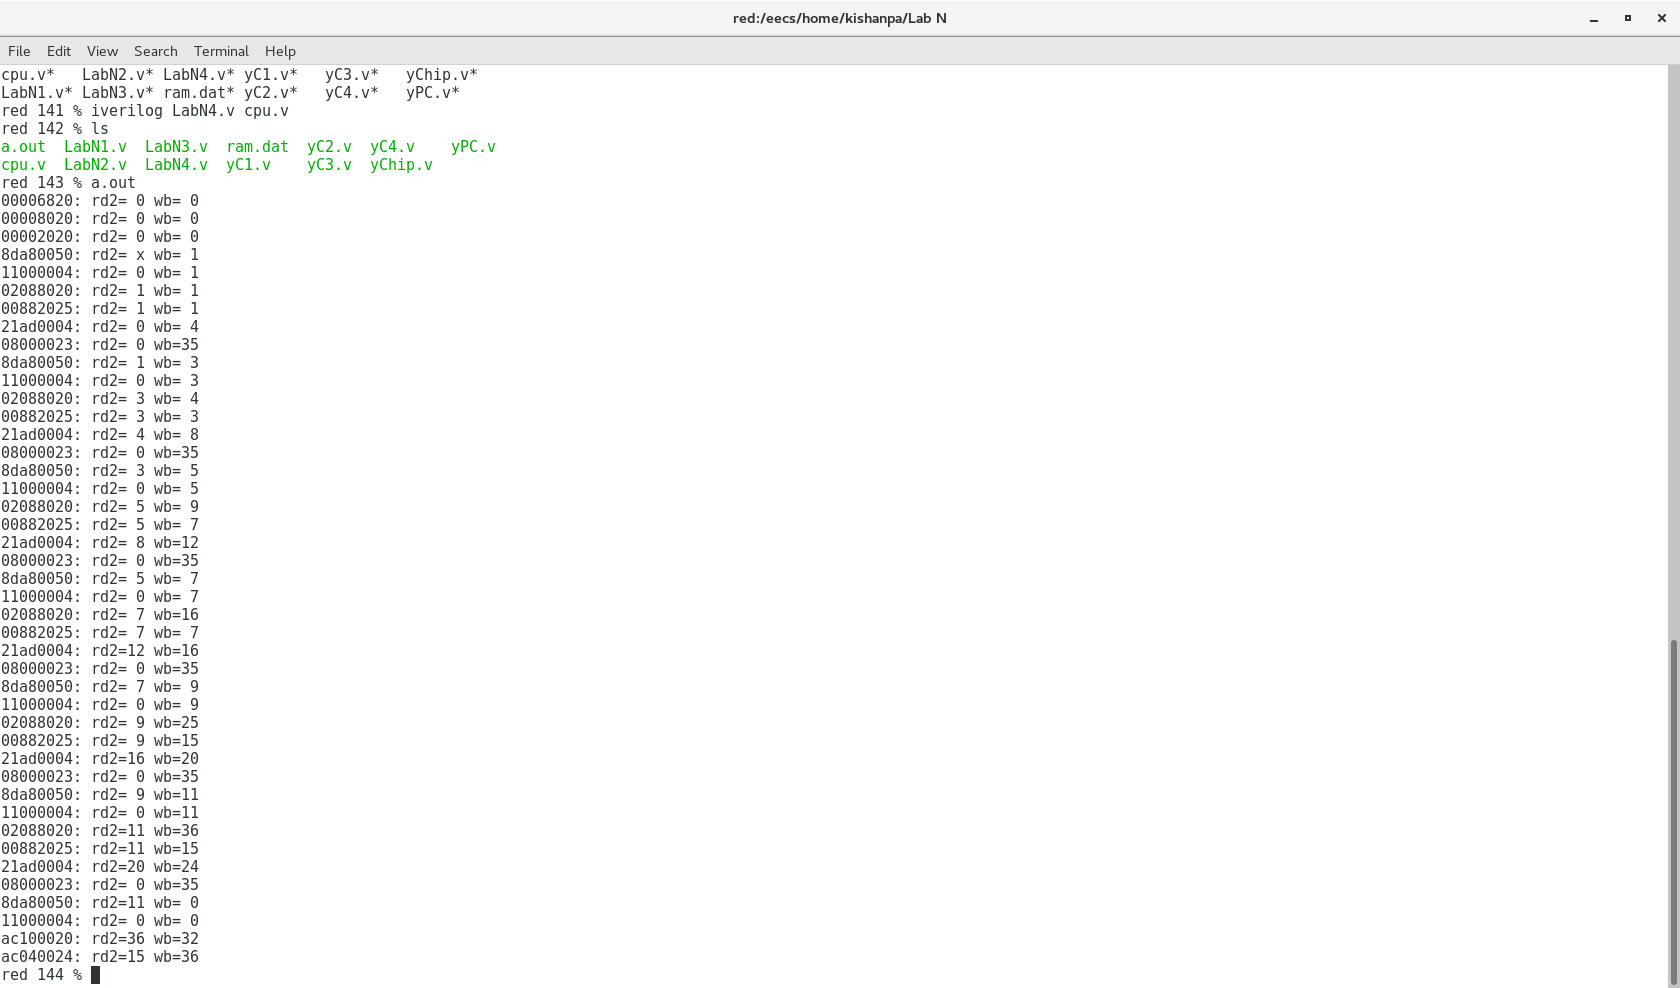 red:/eecs/home/kishanpa/Lab N
File Edit View Search Terminal Help
cpu.v*   LabN2.v* LabN4.v* yC1.v*   yC3.v*   yChip.v*
LabN1.v* LabN3.v* ram.dat* yC2.v*   yC4.v*   yPC.v*
red 141 % iverilog LabN4.v cpu.v
red 142 % ls
a.out  LabN1.v  LabN3.v  ram.dat  yC2.v  yC4.v    yPC.v
cpu.v  LabN2.v  LabN4.v  yC1.v    yC3.v  yChip.v
red 143 % a.out
00006820: rd2= 0 wb= 0
00008020: rd2= 0 wb= 0
00002020: rd2= 0 wb= 0
8da80050: rd2= x wb= 1
11000004: rd2= 0 wb= 1
02088020: rd2= 1 wb= 1
00882025: rd2= 1 wb= 1
21ad0004: rd2= 0 wb= 4
08000023: rd2= 0 wb=35
8da80050: rd2= 1 wb= 3
11000004: rd2= 0 wb= 3
02088020: rd2= 3 wb= 4
00882025: rd2= 3 wb= 3
21ad0004: rd2= 4 wb= 8
08000023: rd2= 0 wb=35
8da80050: rd2= 3 wb= 5
11000004: rd2= 0 wb= 5
02088020: rd2= 5 wb= 9
00882025: rd2= 5 wb= 7
21ad0004: rd2= 8 wb=12
08000023: rd2= 0 wb=35
8da80050: rd2= 5 wb= 7
11000004: rd2= 0 wb= 7
02088020: rd2= 7 wb=16
00882025: rd2= 7 wb= 7
21ad0004: rd2=12 wb=16
08000023: rd2= 0 wb=35
8da80050: rd2= 7 wb= 9
11000004: rd2= 0 wb= 9
02088020: rd2= 9 wb=25
00882025: rd2= 9 wb=15
21ad0004: rd2=16 wb=20
08000023: rd2= 0 wb=35
8da80050: rd2= 9 wb=11
11000004: rd2= 0 wb=11
02088020: rd2=11 wb=36
00882025: rd2=11 wb=15
21ad0004: rd2=20 wb=24
08000023: rd2= 0 wb=35
8da80050: rd2=11 wb= 0
11000004: rd2= 0 wb= 0
ac100020: rd2=36 wb=32
ac040024: rd2=15 wb=36
red 144 %